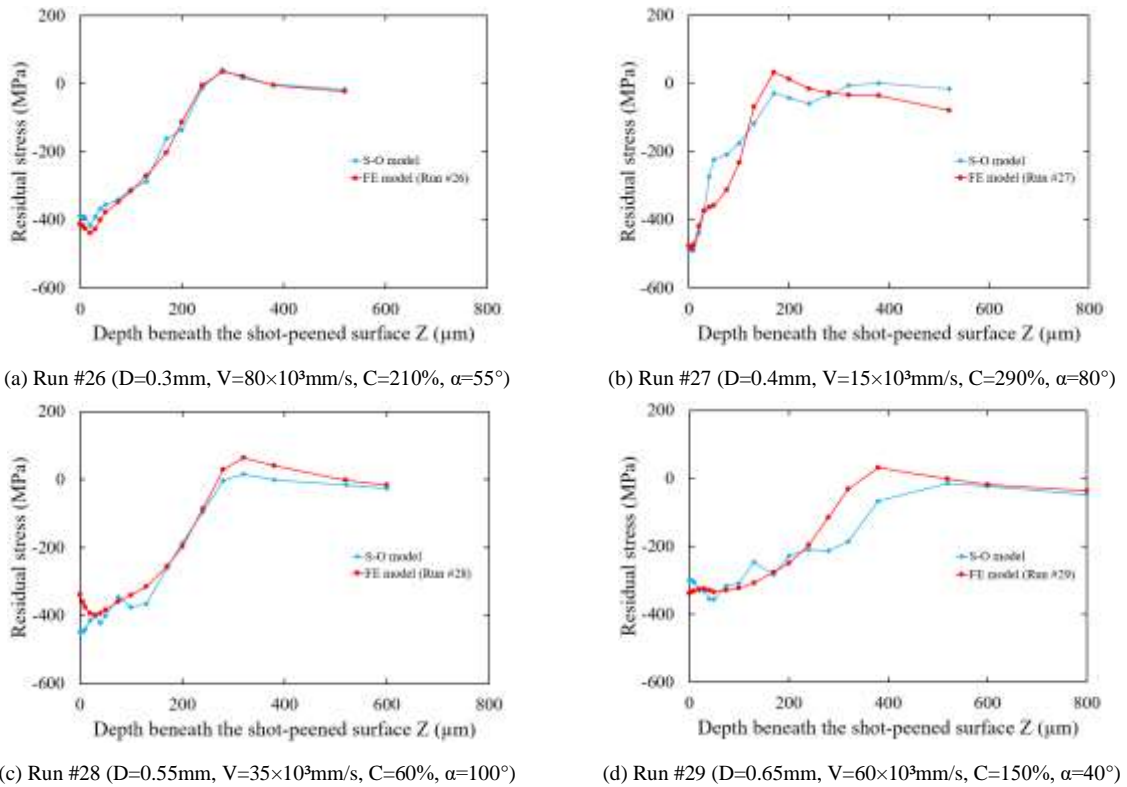 200
0
-200
-400
-600
Residual stress (MPa)
S-O model
FE model (Run #26)
0
200
400
600
800
Depth beneath the shot-peened surface Z (μm)
(a) Run #26 (D=0.3mm, V=80×10³mm/s, C=210%, α=55°)
200
0
-200
-400
-600
Residual stress (MPa)
S-O model
FE model (Run #27)
0
200
400
600
800
Depth beneath the shot-peened surface Z (μm)
(b) Run #27 (D=0.4mm, V=15×10³mm/s, C=290%, α=80°)
200
0
-200
-400
-600
Residual stress (MPa)
S-O model
FE model (Run #28)
0
200
400
600
800
Depth beneath the shot-peened surface Z (μm)
(c) Run #28 (D=0.55mm, V=35×10³mm/s, C=60%, α=100°)
200
0
-200
-400
-600
Residual stress (MPa)
S-O model
FE model (Run #29)
0
200
400
600
800
Depth beneath the shot-peened surface Z (μm)
(d) Run #29 (D=0.65mm, V=60×10³mm/s, C=150%, α=40°)